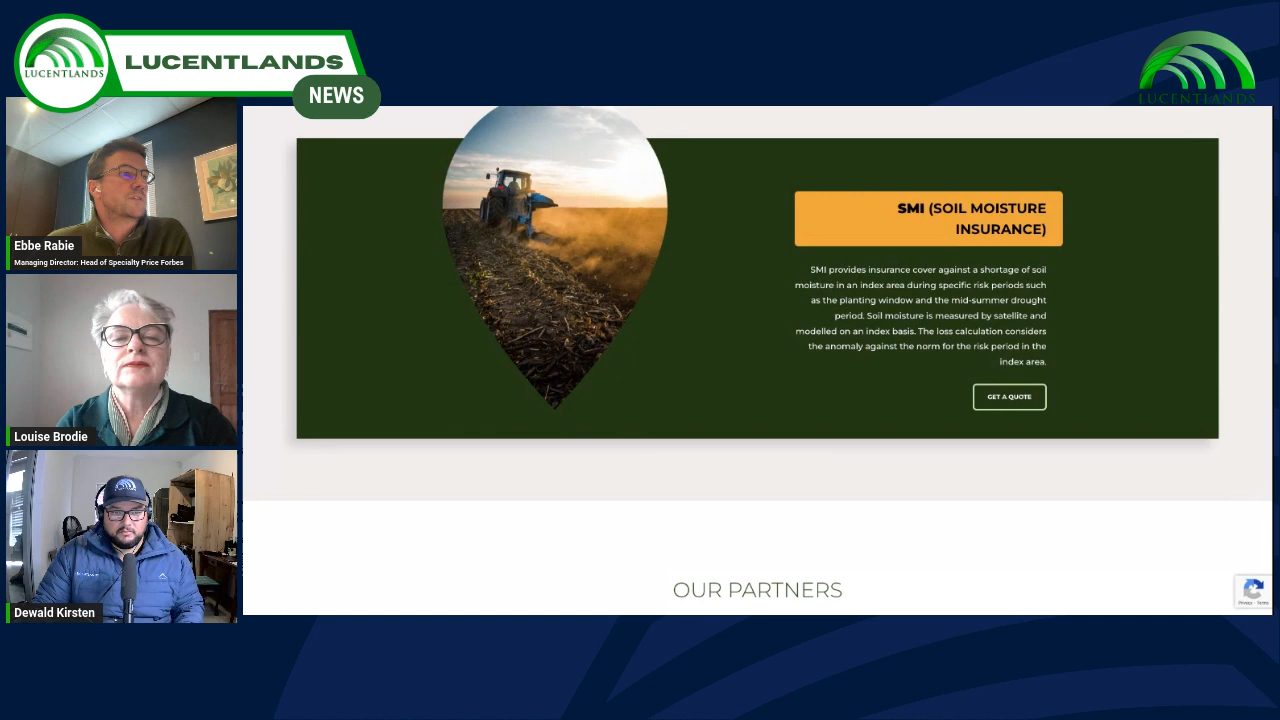 LUCENTLANDS
LUCENTLANDS
NEWS
LUCENTLANDS
Ebbe Rabie
Managing Director: Head of Specialty Price Forbes
Louise Brodie
Dewald Kirsten
SMI (SOIL MOISTURE
INSURANCE)
SMI provides insurance cover against a shortage of soil
moisture in an index area during specific risk periods such
as the planting window and the mid-summer drought
period. Soil moisture is measured by satellite and
modelled on an index basis. The loss calculation considers
the anomaly against the norm for the risk period in the
index area.
GET A QUOTE
OUR PARTNERS
Privacy - Terms